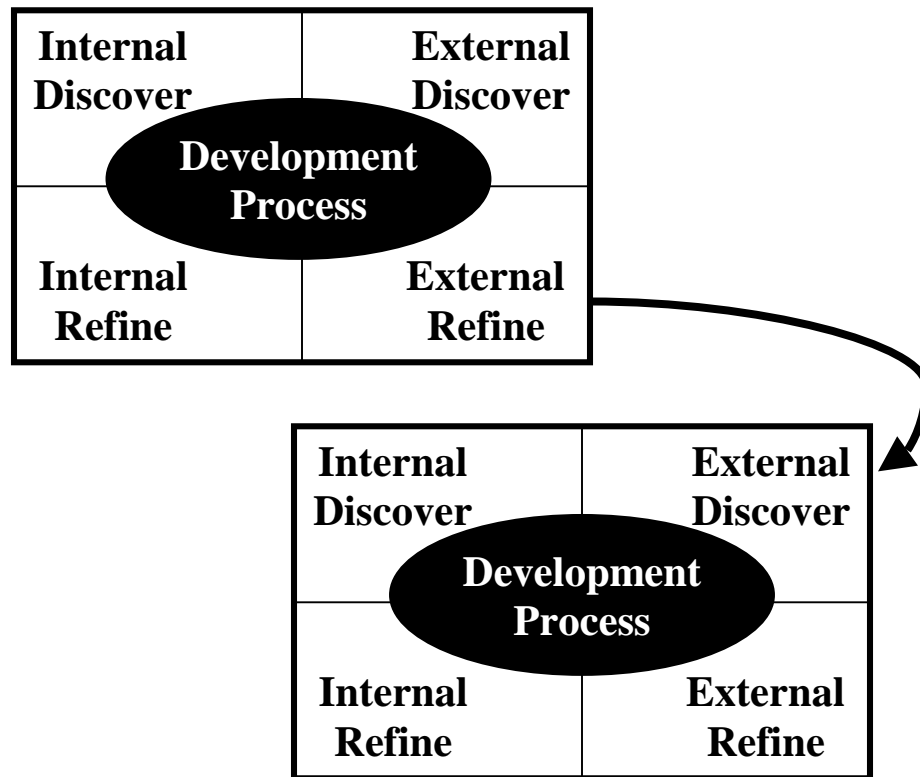 Internal
Discover
External
Discover
Development
Process
Internal
Refine
External
Refine
Internal
Discover
External
Discover
Development
Process
Internal
Refine
External
Refine